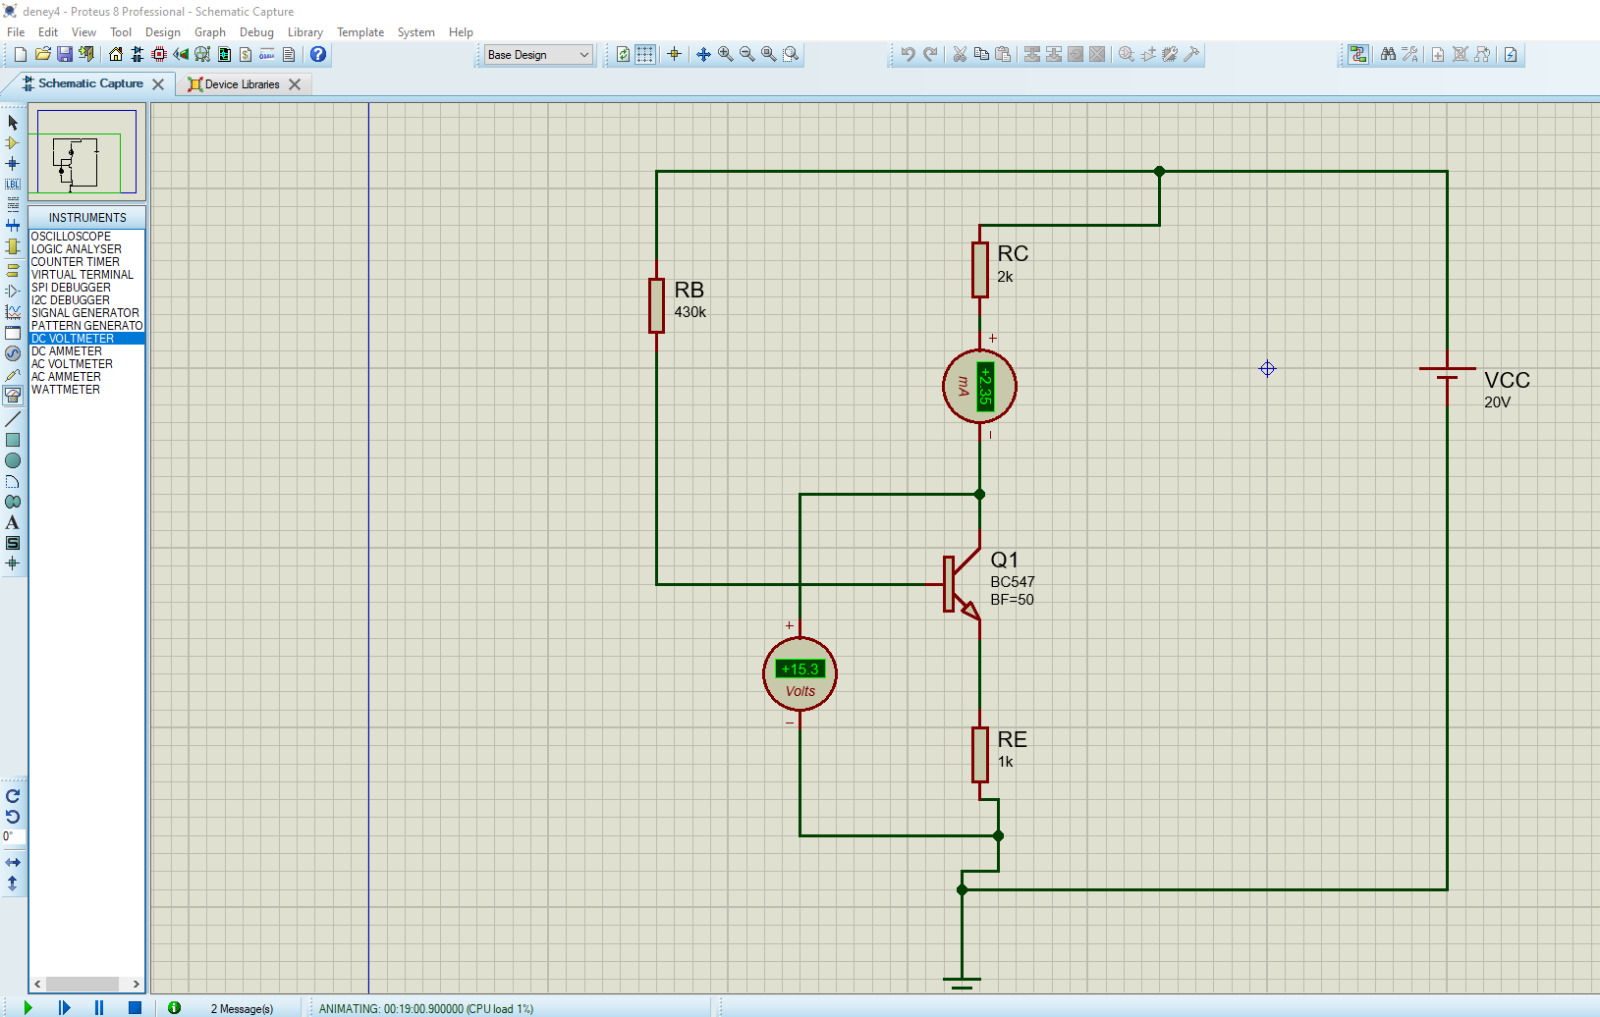 deney4 - Proteus 8 Professional - Schematic Capture
File Edit View Tool Design Graph Debug Library Template System Help
Base Design
Schematic Capture
Device Libraries
INSTRUMENTS
OSCILLOSCOPE
LOGIC ANALYSER
COUNTER TIMER
VIRTUAL TERMINAL
SPI DEBUGGER
I2C DEBUGGER
SIGNAL GENERATOR
PATTERN GENERATO
DC VOLTMETER
DC AMMETER
AC VOLTMETER
AC AMMETER
WATTMETER
LBL
A
S
0°
RC
2k
RB
430k
+
+2.35
mA
−
VCC
20V
Q1
BC547
BF=50
+
+15.3
Volts
−
RE
1k
2 Message(s)
ANIMATING: 00:19:00.900000 (CPU load 1%)